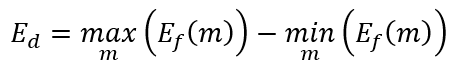 E_d = max_m (E_f(m)) − min_m (E_f(m))